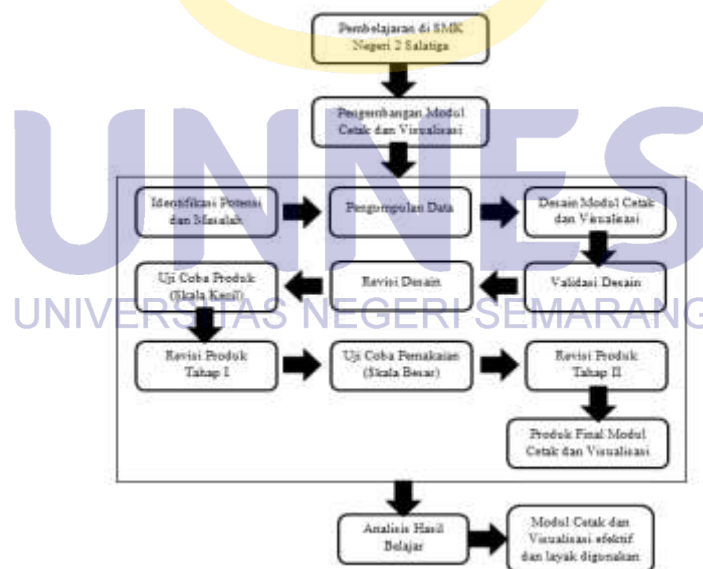 Pembelajaran di SMK
Negeri 2 Salatiga
Pengembangan Modul
Cetak dan Visualisasi
Identifikasi Potensi
dan Masalah
Pengumpulan Data
Desain Modul Cetak
dan Visualisasi
Uji Coba Produk
(Skala Kecil)
Revisi Desain
Validasi Desain
Revisi Produk
Tahap I
Uji Coba Pemakaian
(Skala Besar)
Revisi Produk
Tahap II
Produk Final Modul
Cetak dan Visualisasi
Analisis Hasil
Belajar
Modul Cetak dan
Visualisasi efektif
dan layak digunakan
UNNES
UNIVERSITAS NEGERI SEMARANG